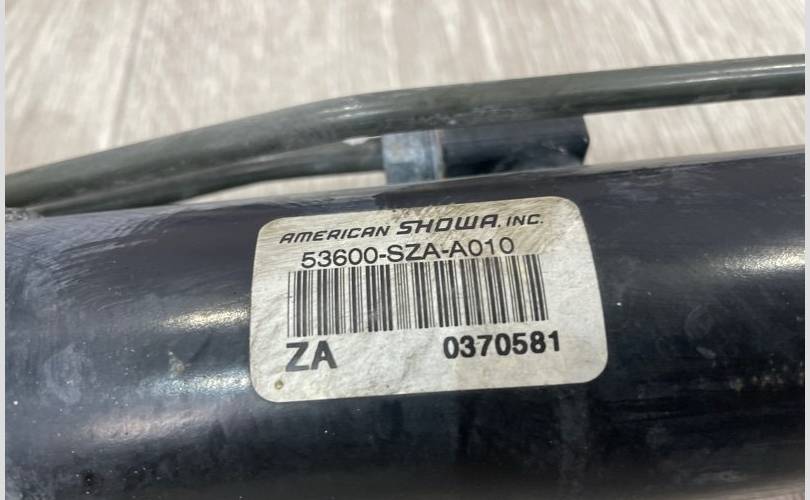 AMERICAN SHOWA, INC.
53600-SZA-A010
ZA 0370581